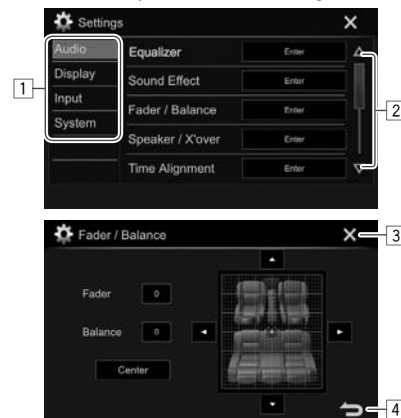 Settings
Audio
Equalizer
Enter
Display
Sound Effect
Enter
1
Input
Fader / Balance
Enter
2
System
Speaker / X'over
Enter
Time Alignment
Enter
Fader / Balance
3
Fader
0
Balance
0
Center
4